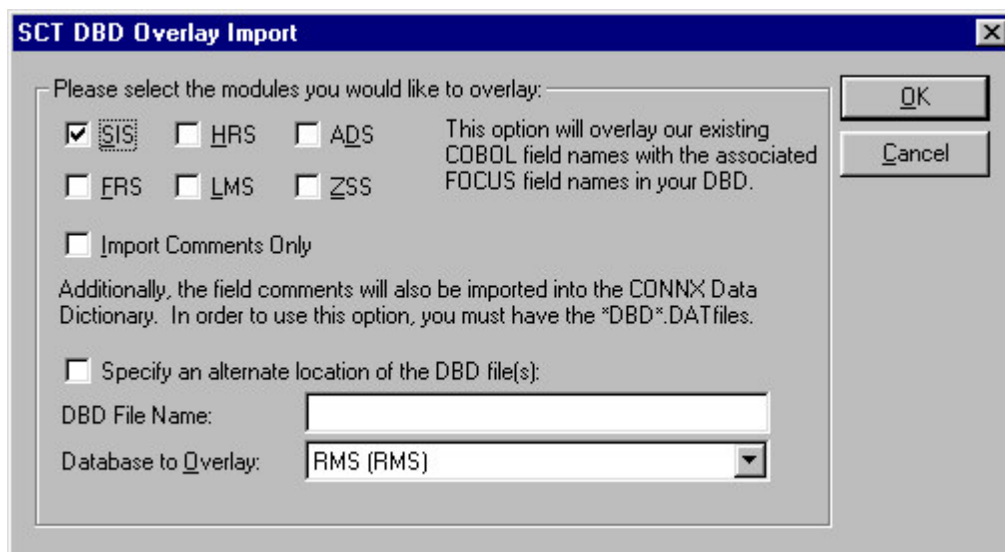 SCT DBD Overlay Import
Please select the modules you would like to overlay:
SIS HRS ADS
FRS LMS ZSS
This option will overlay our existing
COBOL field names with the associated
FOCUS field names in your DBD.
Import Comments Only
Additionally, the field comments will also be imported into the CONNX Data
Dictionary. In order to use this option, you must have the *DBD*.DATfiles.
Specify an alternate location of the DBD file(s):
DBD File Name:
Database to Overlay: RMS (RMS)
OK
Cancel